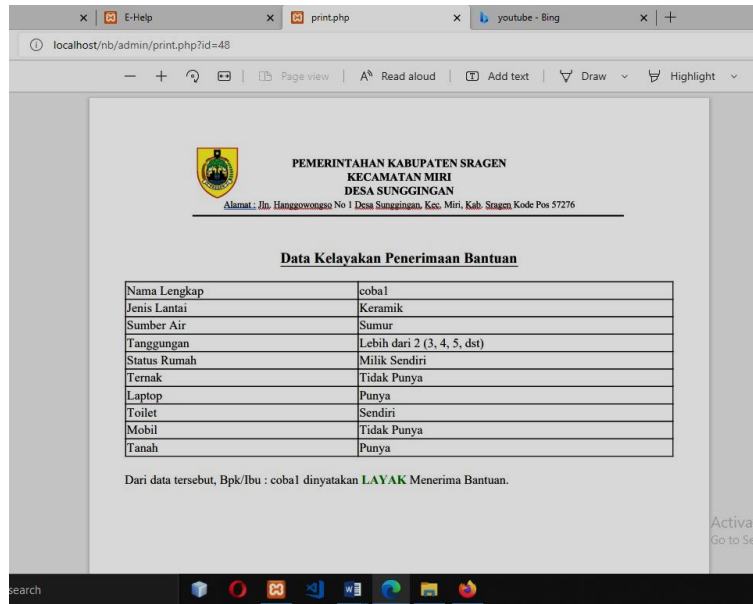 E-Help
print.php
youtube - Bing
localhost/nb/admin/print.php?id=48
Page view
Read aloud
Add text
Draw
Highlight
PEMERINTAHAN KABUPATEN SRAGEN
KECAMATAN MIRI
DESA SUNGGINGAN
Alamat : Jln. Hanggowongso No 1 Desa Sunggingan, Kec. Miri, Kab. Sragen Kode Pos 57276
Data Kelayakan Penerimaan Bantuan
Nama Lengkap coba1
Jenis Lantai Keramik
Sumber Air Sumur
Tanggungan Lebih dari 2 (3, 4, 5, dst)
Status Rumah Milik Sendiri
Ternak Tidak Punya
Laptop Punya
Toilet Sendiri
Mobil Tidak Punya
Tanah Punya
Dari data tersebut, Bpk/Ibu : coba1 dinyatakan LAYAK Menerima Bantuan.
Activa
Go to Se
search